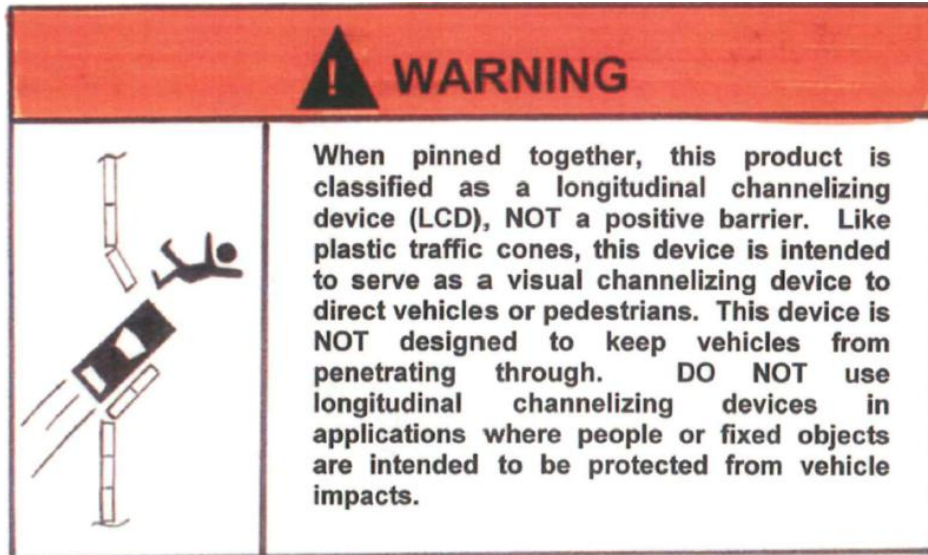 ! WARNING
When pinned together, this product is
classified as a longitudinal channelizing
device (LCD), NOT a positive barrier. Like
plastic traffic cones, this device is intended
to serve as a visual channelizing device to
direct vehicles or pedestrians. This device is
NOT designed to keep vehicles from
penetrating through. DO NOT use
longitudinal channelizing devices in
applications where people or fixed objects
are intended to be protected from vehicle
impacts.